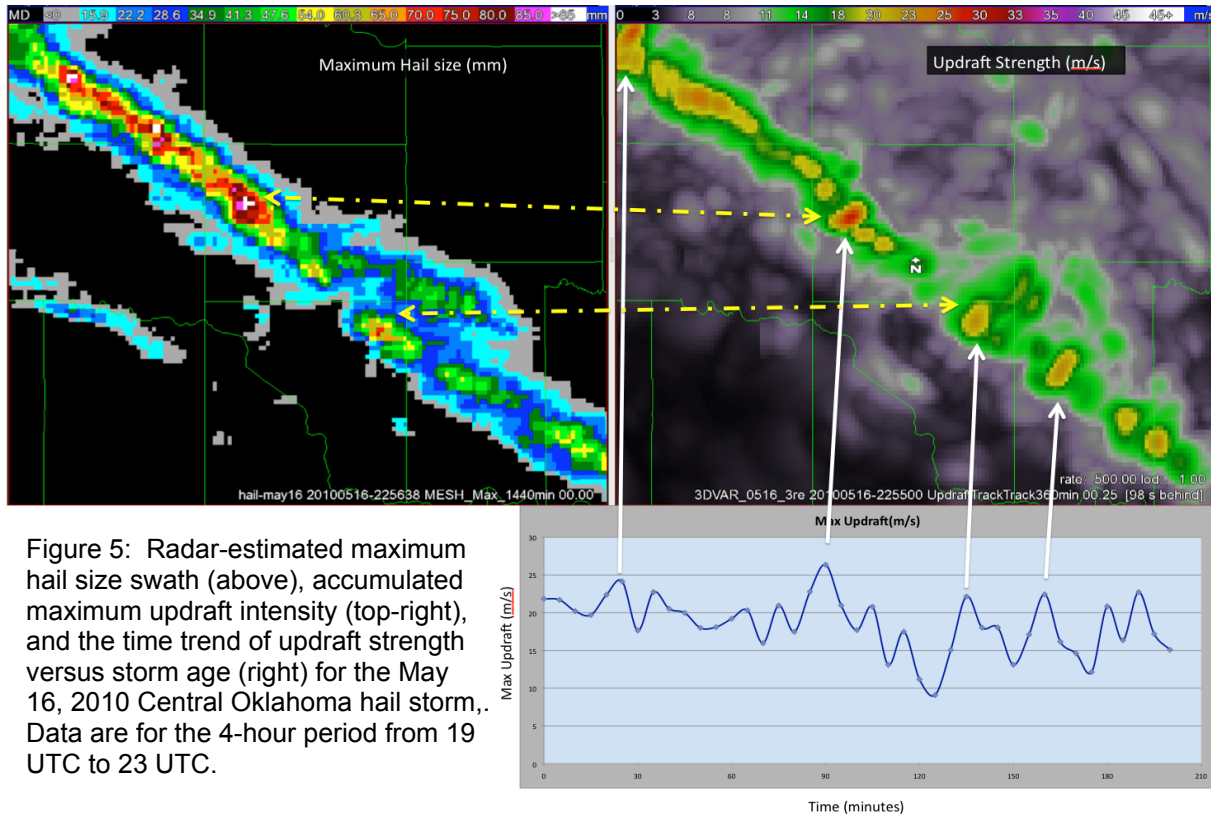 MD <0 15.9 22.2 28.6 34.9 41.3 47.6 54.0 60.3 65.0 70.0 75.0 80.0 85.0 >85 mm
Maximum Hail size (mm)
hail-may16 20100516-225638 MESH_Max_1440min 00.00
0 3 8 8 11 14 18 18 20 23 25 30 33 35 40 45 45+ m/s
Updraft Strength (m/s)
N
rate: 500.00 lod: 1.00
3DVAR_0516_3re 20100516-225500 UpdraftTrackTrack360min 00.25 [98 s behind]
Figure 5: Radar-estimated maximum
hail size swath (above), accumulated
maximum updraft intensity (top-right),
and the time trend of updraft strength
versus storm age (right) for the May
16, 2010 Central Oklahoma hail storm,.
Data are for the 4-hour period from 19
UTC to 23 UTC.
Max Updraft(m/s)
Max Updraft (m/s)
30
25
20
15
10
5
0
0 30 60 90 120 150 180 210
Time (minutes)